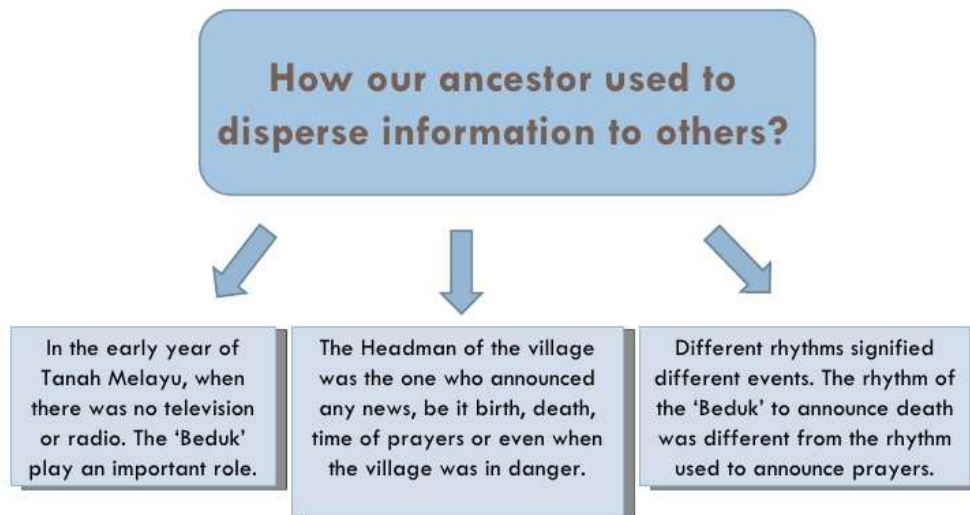 How our ancestor used to
disperse information to others?
In the early year of
Tanah Melayu, when
there was no television
or radio. The ‘Beduk’
play an important role.
The Headman of the village
was the one who announced
any news, be it birth, death,
time of prayers or even when
the village was in danger.
Different rhythms signified
different events. The rhythm of
the ‘Beduk’ to announce death
was different from the rhythm
used to announce prayers.